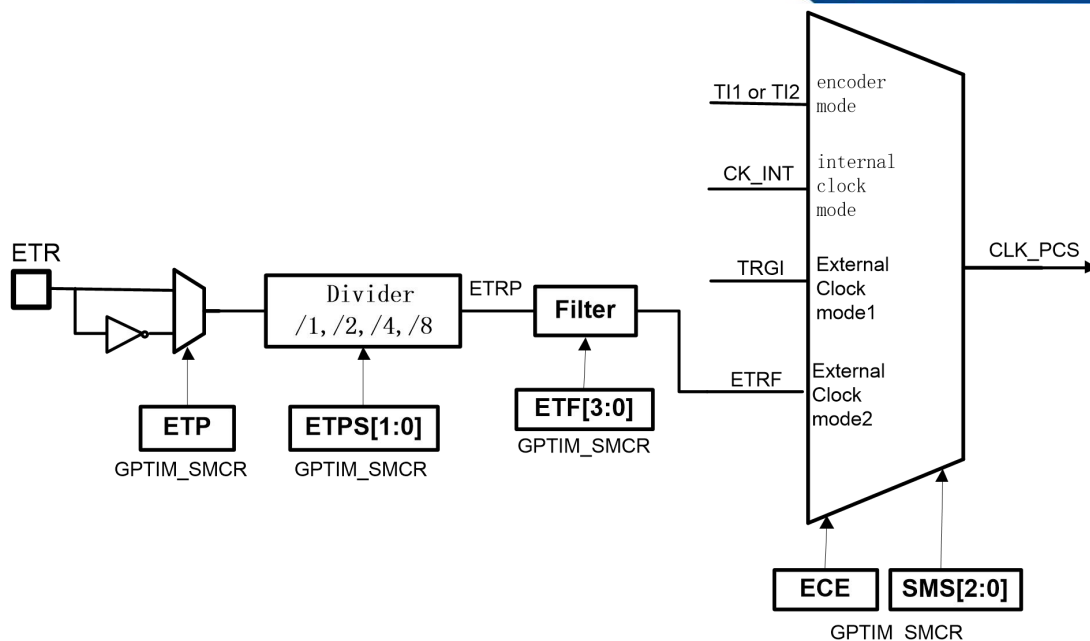 ETR
Divider
/1, /2, /4, /8
ETRP
Filter
ETP
GPTIM_SMCR
ETPS[1:0]
GPTIM_SMCR
ETF[3:0]
GPTIM_SMCR
TI1 or TI2
encoder
mode
CK_INT
internal
clock
mode
TRGI
External
Clock
mode1
ETRF
External
Clock
mode2
CLK_PCS
ECE
SMS[2:0]
GPTIM SMCR